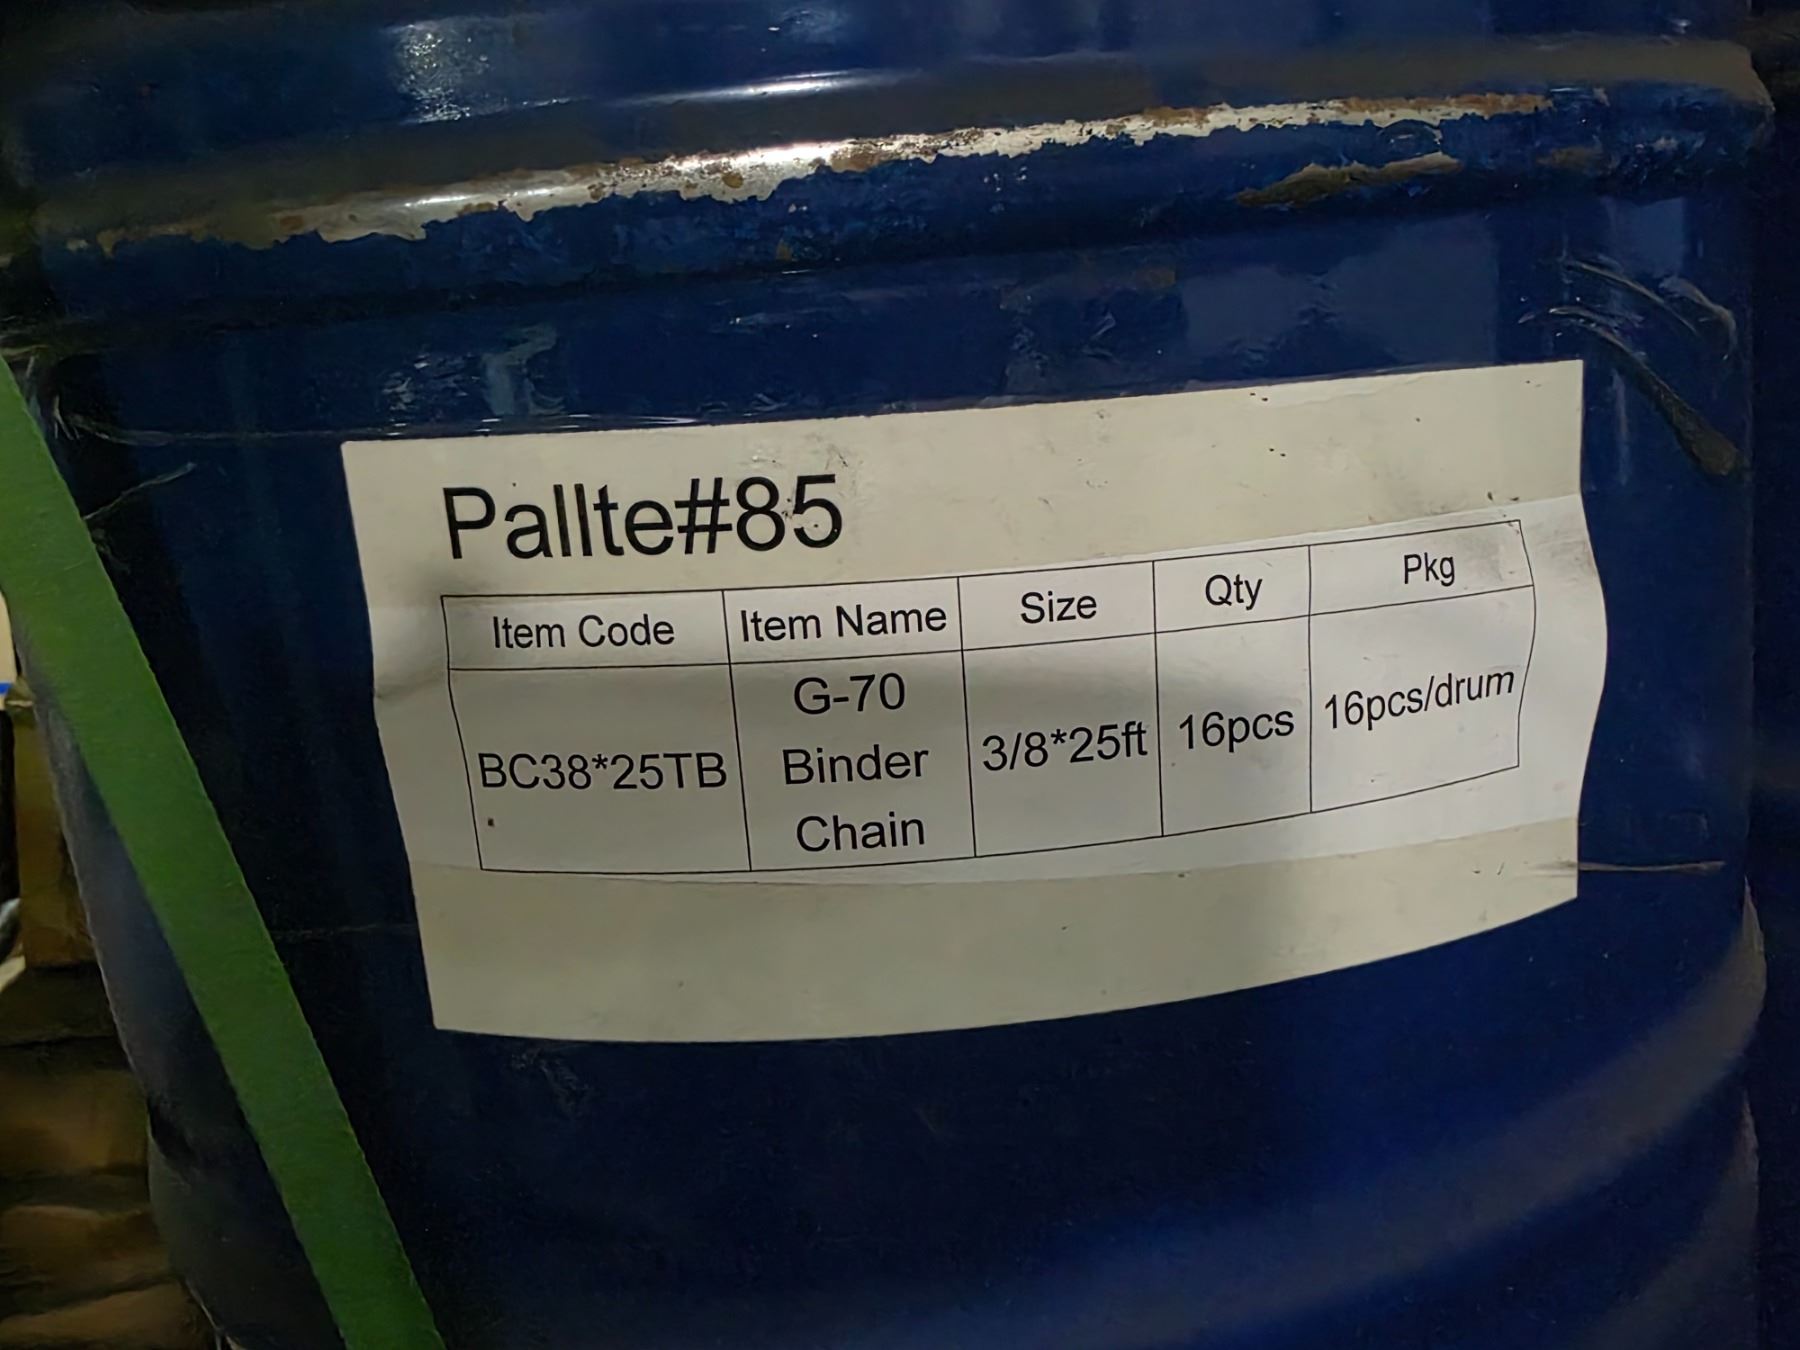 Pallte#85
Item Code Item Name Size Qty Pkg
BC38*25TB G-70 Binder Chain 3/8*25ft 16pcs 16pcs/drum